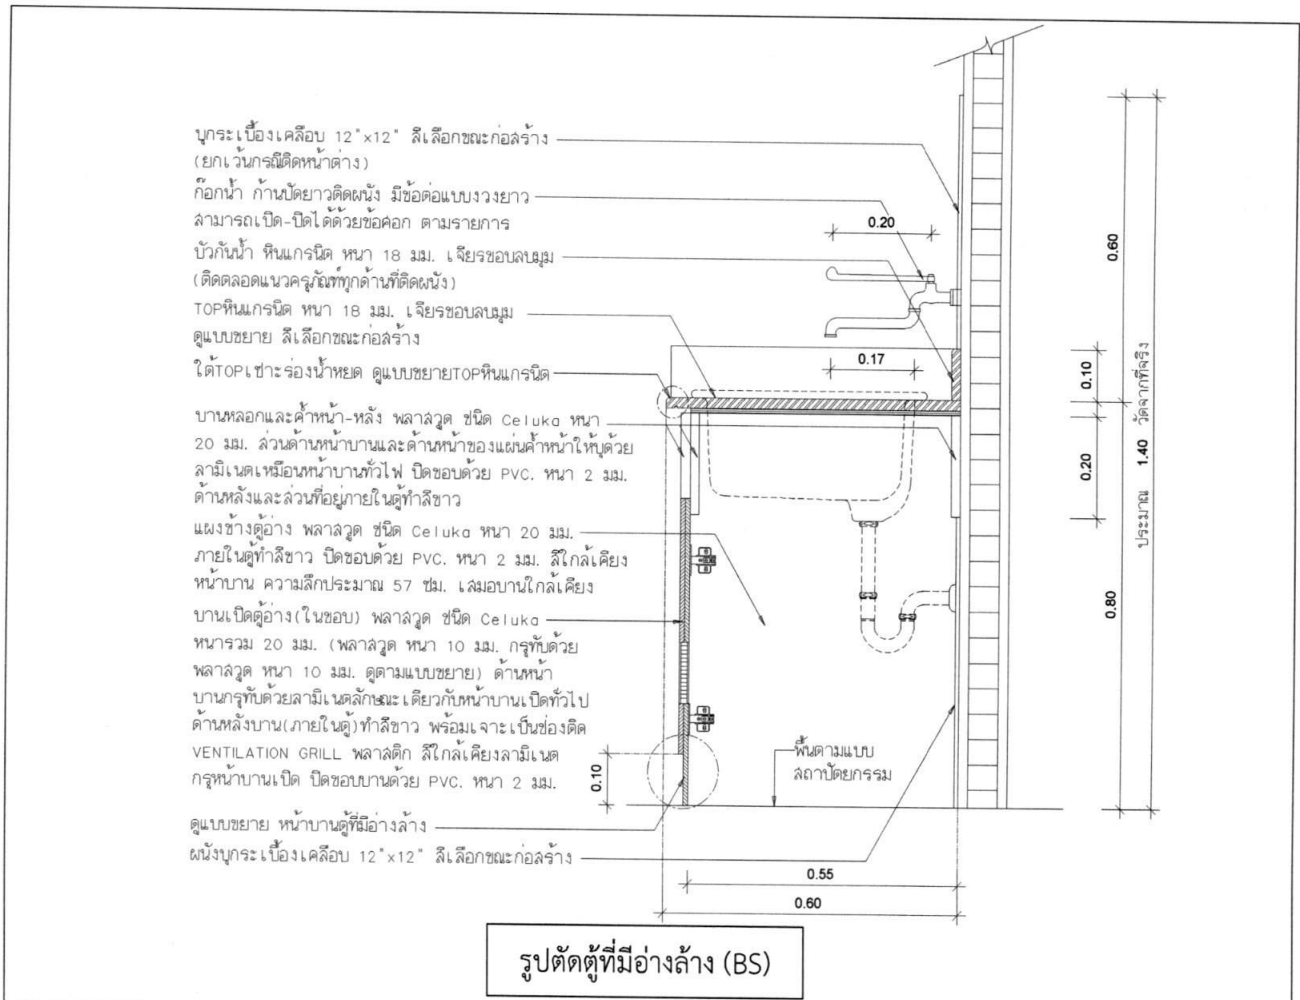 บุกระเบื้องเคลือบ 12"x12" สีเลือกขณะก่อสร้าง
(ยกเว้นกรณีติดหน้าต่าง)
ก๊อกน้ำ ก้านปัดยาวติดผนัง มีข้อต่อแบบงวงยาว
สามารถเปิด-ปิดได้ด้วยข้อศอก ตามรายการ
บัวกันน้ำ หินแกรนิต หนา 18 มม. เจียรขอบลบมุม
(ติดตลอดแนวครุภัณฑ์ทุกด้านที่ติดผนัง)
TOPหินแกรนิต หนา 18 มม. เจียรขอบลบมุม
ดูแบบขยาย สีเลือกขณะก่อสร้าง
ใต้TOPเซาะร่องน้ำหยด ดูแบบขยายTOPหินแกรนิต
บานหลอกและค้ำหน้า-หลัง พลาสวูด ชนิด Celuka หนา
20 มม. ส่วนด้านหน้าบานและด้านหน้าของแผ่นค้ำหน้าให้บุด้วย
ลามิเนตเหมือนหน้าบานทั่วไฟ ปิดขอบด้วย PVC. หนา 2 มม.
ด้านหลังและส่วนที่อยู่ภายในตู้ทำสีขาว
แผงข้างตู้อ่าง พลาสวูด ชนิด Celuka หนา 20 มม.
ภายในตู้ทำสีขาว ปิดขอบด้วย PVC. หนา 2 มม. สีใกล้เคียง
หน้าบาน ความลึกประมาณ 57 ซม. เสมอบานใกล้เคียง
บานเปิดตู้อ่าง(ในขอบ) พลาสวูด ชนิด Celuka
หนารวม 20 มม. (พลาสวูด หนา 10 มม. กรุทับด้วย
พลาสวูด หนา 10 มม. ดูตามแบบขยาย) ด้านหน้า
บานกรุทับด้วยลามิเนตลักษณะเดียวกับหน้าบานเปิดทั่วไป
ด้านหลังบาน(ภายในตู้)ทำสีขาว พร้อมเจาะเป็นช่องติด
VENTILATION GRILL พลาสติก สีใกล้เคียงลามิเนต
กรุหน้าบานเปิด ปิดขอบบานด้วย PVC. หนา 2 มม.
ดูแบบขยาย หน้าบานตู้ที่มีอ่างล้าง
ผนังบุกระเบื้องเคลือบ 12"x12" สีเลือกขณะก่อสร้าง
0.20
0.17
0.60
0.10
0.20
0.80
ประมาณ 1.40 วัดจากที่จริง
0.10
พื้นตามแบบ
สถาปัตยกรรม
0.55
0.60
รูปตัดตู้ที่มีอ่างล้าง (BS)